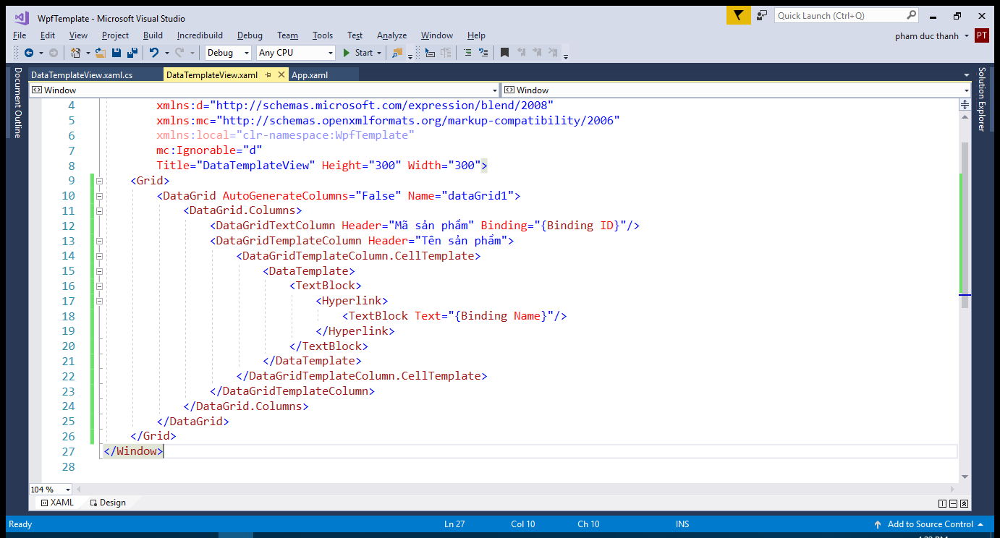 WpfTemplate - Microsoft Visual Studio
Quick Launch (Ctrl+Q)
File Edit View Project Build Incredibuild Debug Team Tools Test Analyze Window Help
pham duc thanh PT
Debug Any CPU Start
Document Outline
Solution Explorer
DataTemplateView.xaml.cs DataTemplateView.xaml App.xaml
Window Window
4 xmlns:d="http://schemas.microsoft.com/expression/blend/2008"
5 xmlns:mc="http://schemas.openxmlformats.org/markup-compatibility/2006"
6 xmlns:local="clr-namespace:WpfTemplate"
7 mc:Ignorable="d"
8 Title="DataTemplateView" Height="300" Width="300">
9 <Grid>
10 <DataGrid AutoGenerateColumns="False" Name="dataGrid1">
11 <DataGrid.Columns>
12 <DataGridTextColumn Header="Mã sản phẩm" Binding="{Binding ID}"/>
13 <DataGridTemplateColumn Header="Tên sản phẩm">
14 <DataGridTemplateColumn.CellTemplate>
15 <DataTemplate>
16 <TextBlock>
17 <Hyperlink>
18 <TextBlock Text="{Binding Name}"/>
19 </Hyperlink>
20 </TextBlock>
21 </DataTemplate>
22 </DataGridTemplateColumn.CellTemplate>
23 </DataGridTemplateColumn>
24 </DataGrid.Columns>
25 </DataGrid>
26 </Grid>
27 </Window>
28
104 %
XAML Design
Ready Ln 27 Col 10 Ch 10 INS Add to Source Control